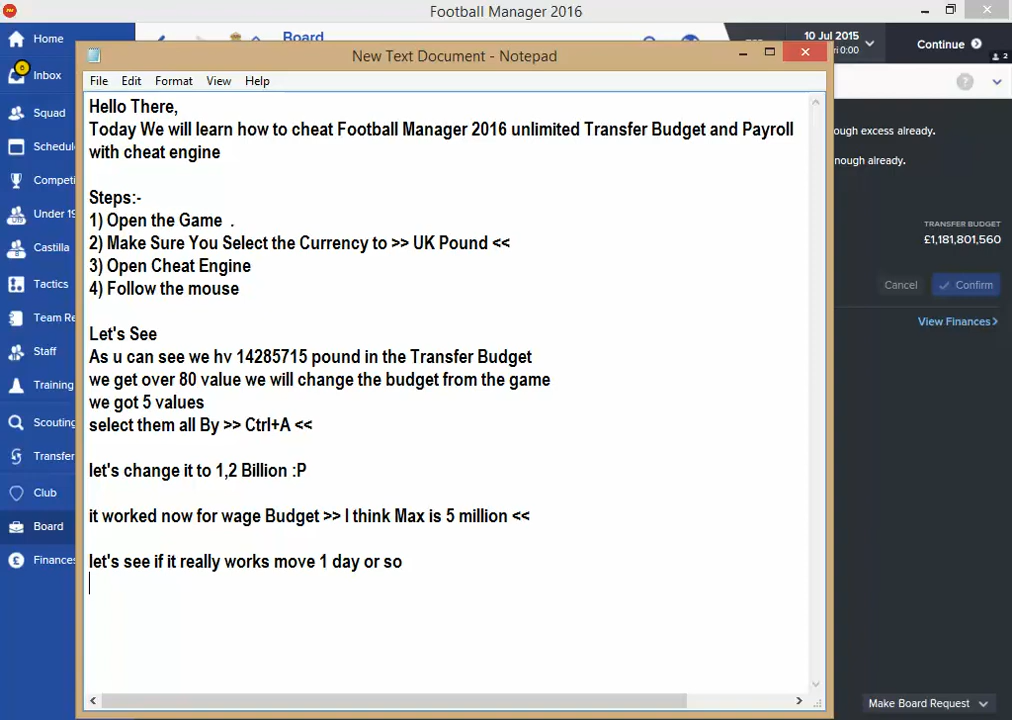 Football Manager 2016
Home
Board
10 Jul 2015
Continue
2
New Text Document - Notepad
6
Inbox
File Edit Format View Help
Squad
Schedul
Competi
Under 19
Castilla
Tactics
Team Re
Staff
Training
Scouting
Transfer
Club
Board
Finances
Hello There,
Today We will learn how to cheat Football Manager 2016 unlimited Transfer Budget and Payroll
with cheat engine
Steps:-
1) Open the Game .
2) Make Sure You Select the Currency to >> UK Pound <<
3) Open Cheat Engine
4) Follow the mouse
Let's See
As u can see we hv 14285715 pound in the Transfer Budget
we get over 80 value we will change the budget from the game
we got 5 values
select them all By >> Ctrl+A <<
let's change it to 1,2 Billion :P
it worked now for wage Budget >> I think Max is 5 million <<
let's see if it really works move 1 day or so
ugh excess already.
nough already.
TRANSFER BUDGET
£1,181,801,560
Cancel Confirm
View Finances
Make Board Request